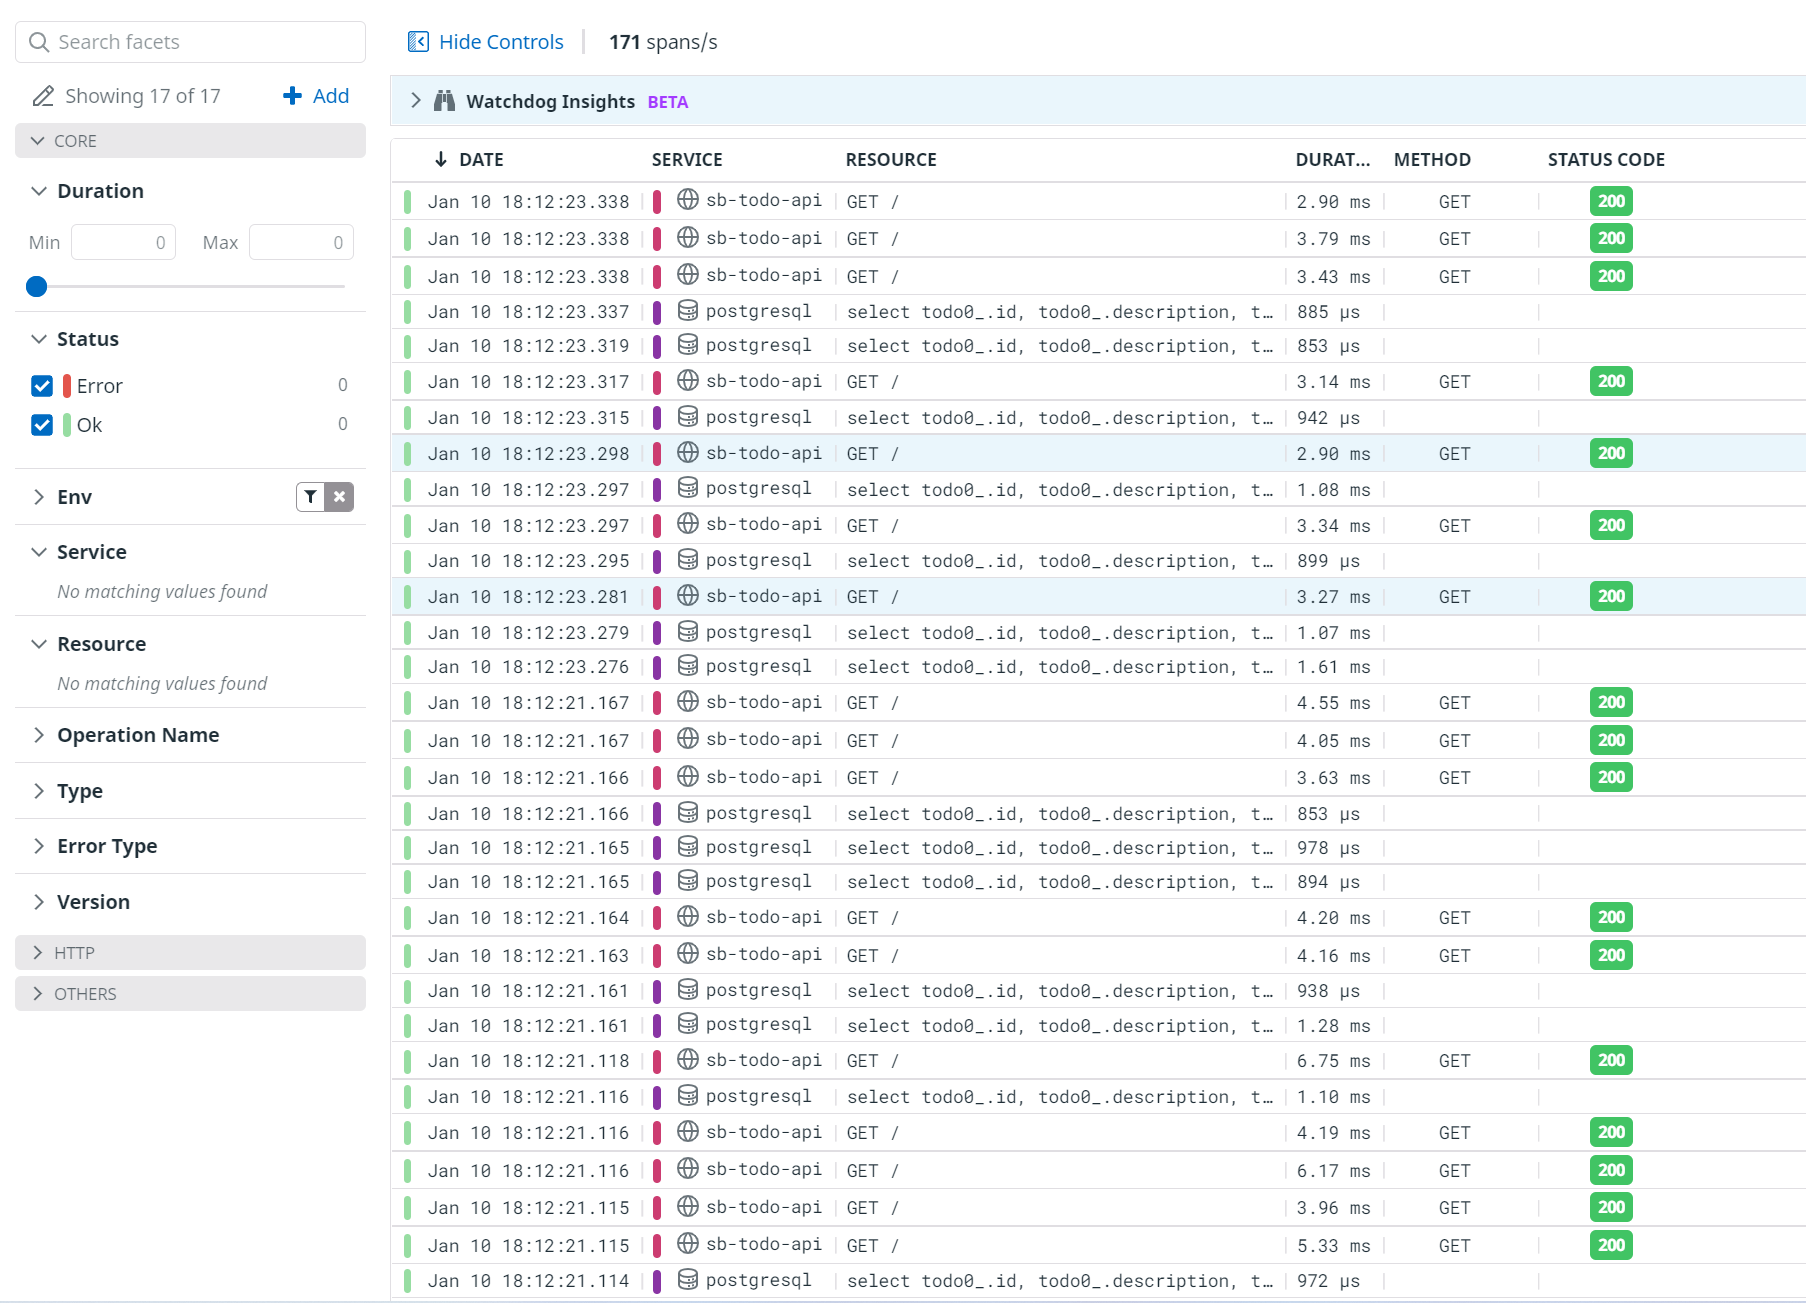 Search facets
Hide Controls 171 spans/s
Showing 17 of 17 Add
Watchdog Insights BETA
CORE
Duration
Min 0 Max 0
Status
Error 0
Ok 0
Env
Service
No matching values found
Resource
No matching values found
Operation Name
Type
Error Type
Version
HTTP
OTHERS
DATE SERVICE RESOURCE DURAT... METHOD STATUS CODE
Jan 10 18:12:23.338 sb-todo-api GET / 2.90 ms GET 200
Jan 10 18:12:23.338 sb-todo-api GET / 3.79 ms GET 200
Jan 10 18:12:23.338 sb-todo-api GET / 3.43 ms GET 200
Jan 10 18:12:23.337 postgresql select todo0_.id, todo0_.description, t… 885 µs
Jan 10 18:12:23.319 postgresql select todo0_.id, todo0_.description, t… 853 µs
Jan 10 18:12:23.317 sb-todo-api GET / 3.14 ms GET 200
Jan 10 18:12:23.315 postgresql select todo0_.id, todo0_.description, t… 942 µs
Jan 10 18:12:23.298 sb-todo-api GET / 2.90 ms GET 200
Jan 10 18:12:23.297 postgresql select todo0_.id, todo0_.description, t… 1.08 ms
Jan 10 18:12:23.297 sb-todo-api GET / 3.34 ms GET 200
Jan 10 18:12:23.295 postgresql select todo0_.id, todo0_.description, t… 899 µs
Jan 10 18:12:23.281 sb-todo-api GET / 3.27 ms GET 200
Jan 10 18:12:23.279 postgresql select todo0_.id, todo0_.description, t… 1.07 ms
Jan 10 18:12:23.276 postgresql select todo0_.id, todo0_.description, t… 1.61 ms
Jan 10 18:12:21.167 sb-todo-api GET / 4.55 ms GET 200
Jan 10 18:12:21.167 sb-todo-api GET / 4.05 ms GET 200
Jan 10 18:12:21.166 sb-todo-api GET / 3.63 ms GET 200
Jan 10 18:12:21.166 postgresql select todo0_.id, todo0_.description, t… 853 µs
Jan 10 18:12:21.165 postgresql select todo0_.id, todo0_.description, t… 978 µs
Jan 10 18:12:21.165 postgresql select todo0_.id, todo0_.description, t… 894 µs
Jan 10 18:12:21.164 sb-todo-api GET / 4.20 ms GET 200
Jan 10 18:12:21.163 sb-todo-api GET / 4.16 ms GET 200
Jan 10 18:12:21.161 postgresql select todo0_.id, todo0_.description, t… 938 µs
Jan 10 18:12:21.161 postgresql select todo0_.id, todo0_.description, t… 1.28 ms
Jan 10 18:12:21.118 sb-todo-api GET / 6.75 ms GET 200
Jan 10 18:12:21.116 postgresql select todo0_.id, todo0_.description, t… 1.10 ms
Jan 10 18:12:21.116 sb-todo-api GET / 4.19 ms GET 200
Jan 10 18:12:21.116 sb-todo-api GET / 6.17 ms GET 200
Jan 10 18:12:21.115 sb-todo-api GET / 3.96 ms GET 200
Jan 10 18:12:21.115 sb-todo-api GET / 5.33 ms GET 200
Jan 10 18:12:21.114 postgresql select todo0_.id, todo0_.description, t… 972 µs